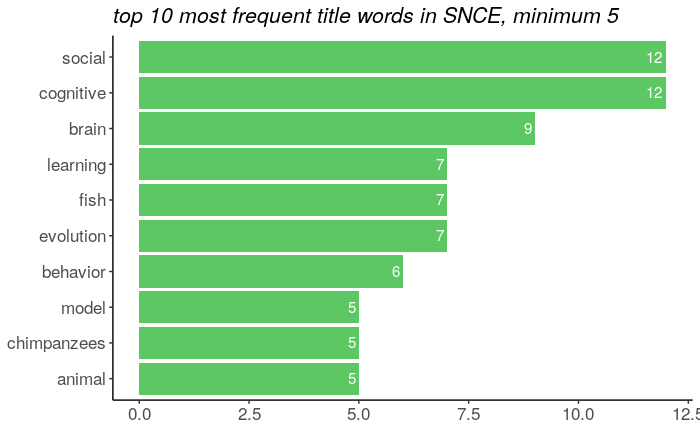 top 10 most frequent title words in SNCE, minimum 5
social 12
cognitive 12
brain 9
learning 7
fish 7
evolution 7
behavior 6
model 5
chimpanzees 5
animal 5
0.0 2.5 5.0 7.5 10.0 12.5